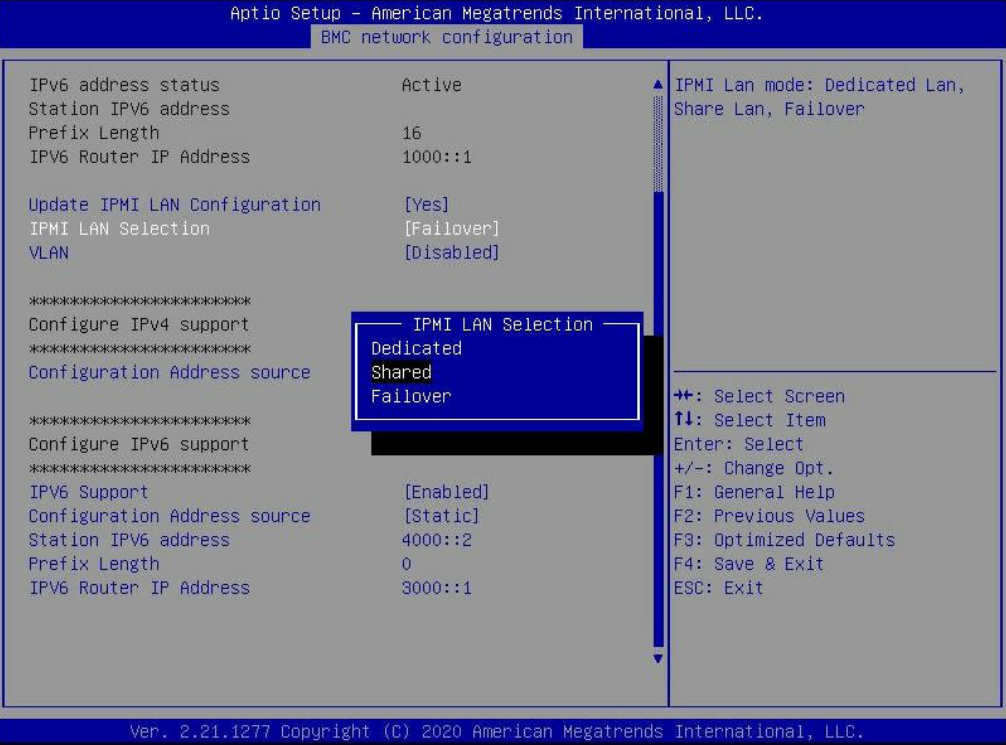 Aptio Setup – American Megatrends International, LLC.
BMC network configuration
IPv6 address status Active
Station IPV6 address
Prefix Length 16
IPV6 Router IP Address 1000::1
Update IPMI LAN Configuration [Yes]
IPMI LAN Selection [Failover]
VLAN [Disabled]
**********************
Configure IPv4 support
**********************
Configuration Address source
**********************
Configure IPv6 support
**********************
IPV6 Support [Enabled]
Configuration Address source [Static]
Station IPV6 address 4000::2
Prefix Length 0
IPV6 Router IP Address 3000::1
IPMI LAN Selection
Dedicated
Shared
Failover
IPMI Lan mode: Dedicated Lan,
Share Lan, Failover
→←: Select Screen
↑↓: Select Item
Enter: Select
+/-: Change Opt.
F1: General Help
F2: Previous Values
F3: Optimized Defaults
F4: Save & Exit
ESC: Exit
Ver. 2.21.1277 Copyright (C) 2020 American Megatrends International, LLC.